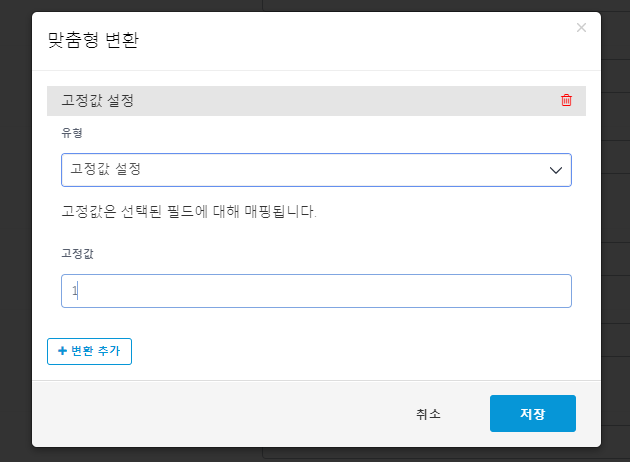 맞춤형 변환
고정값 설정
유형
고정값 설정
고정값은 선택된 필드에 대해 매핑됩니다.
고정값
1
+ 변환 추가
취소
저장